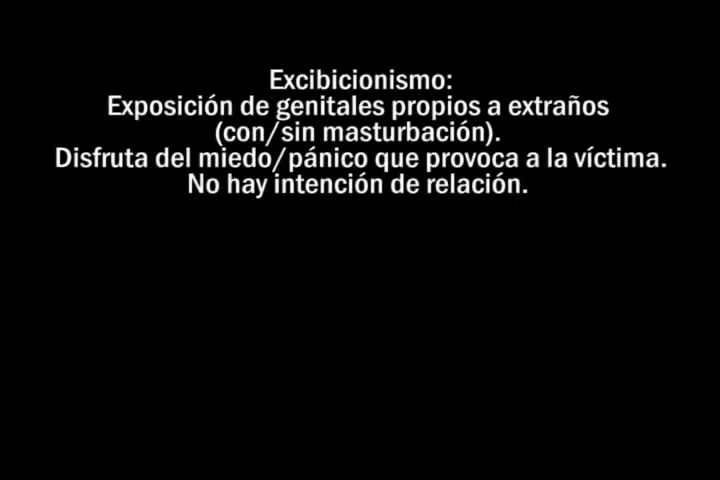 Excibicionismo:
Exposición de genitales propios a extraños
(con/sin masturbación).
Disfruta del miedo/pánico que provoca a la víctima.
No hay intención de relación.